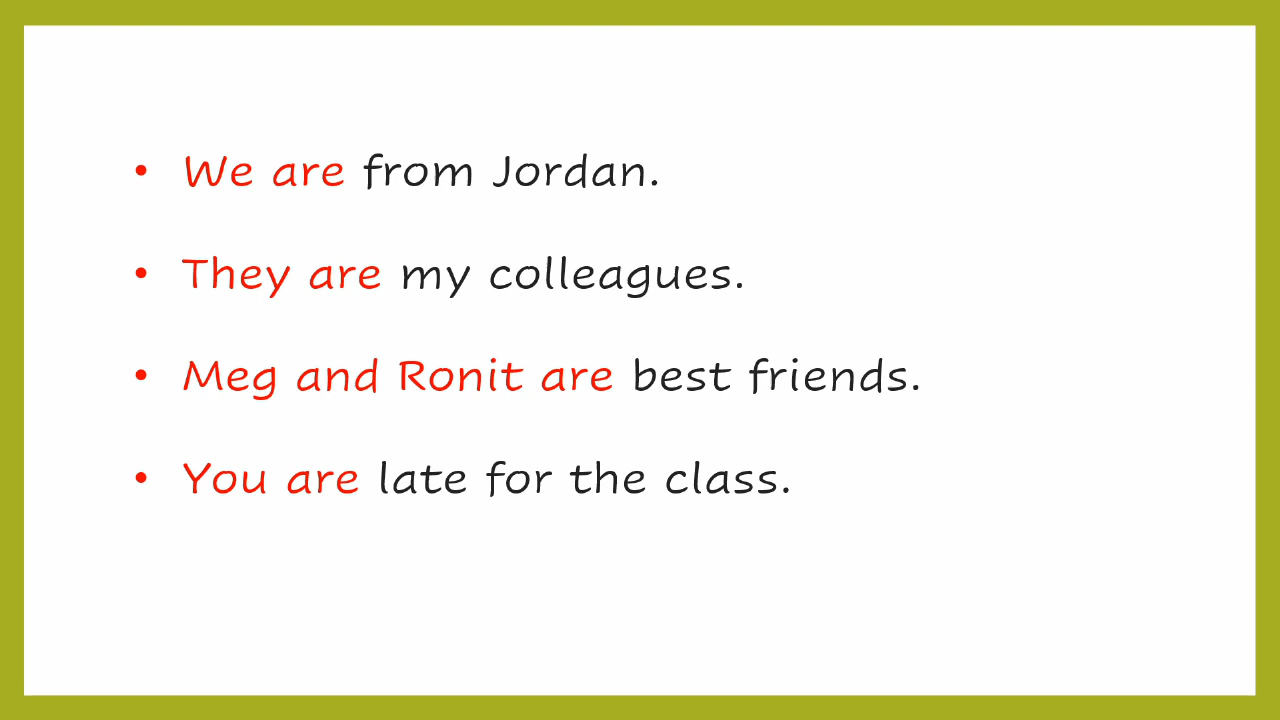 • We are from Jordan.
• They are my colleagues.
• Meg and Ronit are best friends.
• You are late for the class.